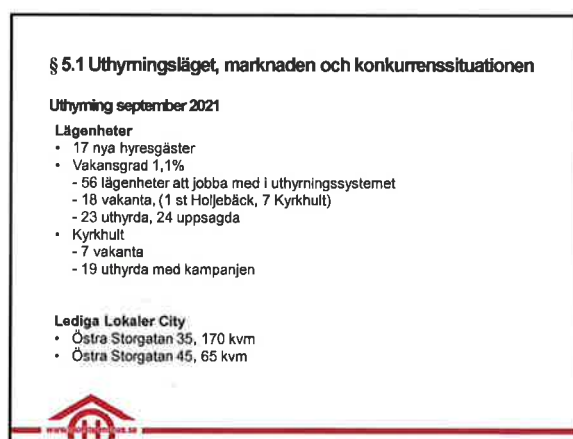 § 5.1 Uthyrningsläget, marknaden och konkurrenssituationen
Uthyrning september 2021
Lägenheter
• 17 nya hyresgäster
• Vakansgrad 1,1%
- 56 lägenheter att jobba med i uthyrningssystemet
- 18 vakanta, (1 st Holjebäck, 7 Kyrkhult)
- 23 uthyrda, 24 uppsagda
• Kyrkhult
- 7 vakanta
- 19 uthyrda med kampanjen
Lediga Lokaler City
• Östra Storgatan 35, 170 kvm
• Östra Storgatan 45, 65 kvm